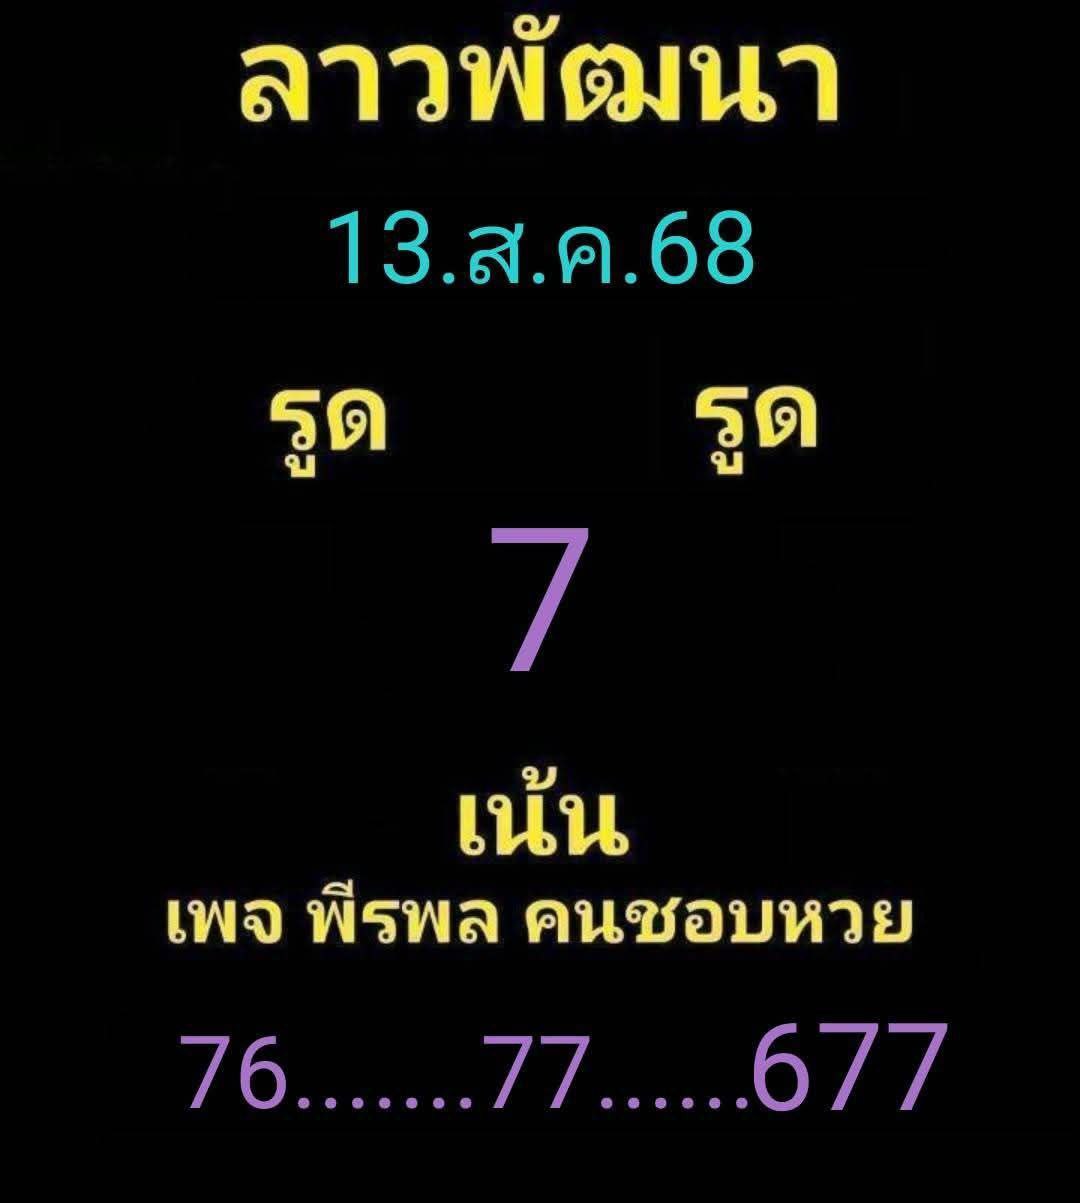 ลาวพัฒนา
13.ส.ค.68
รูด รูด
7
เน้น
เพจ พีรพล คนชอบหวย
76.......77......677